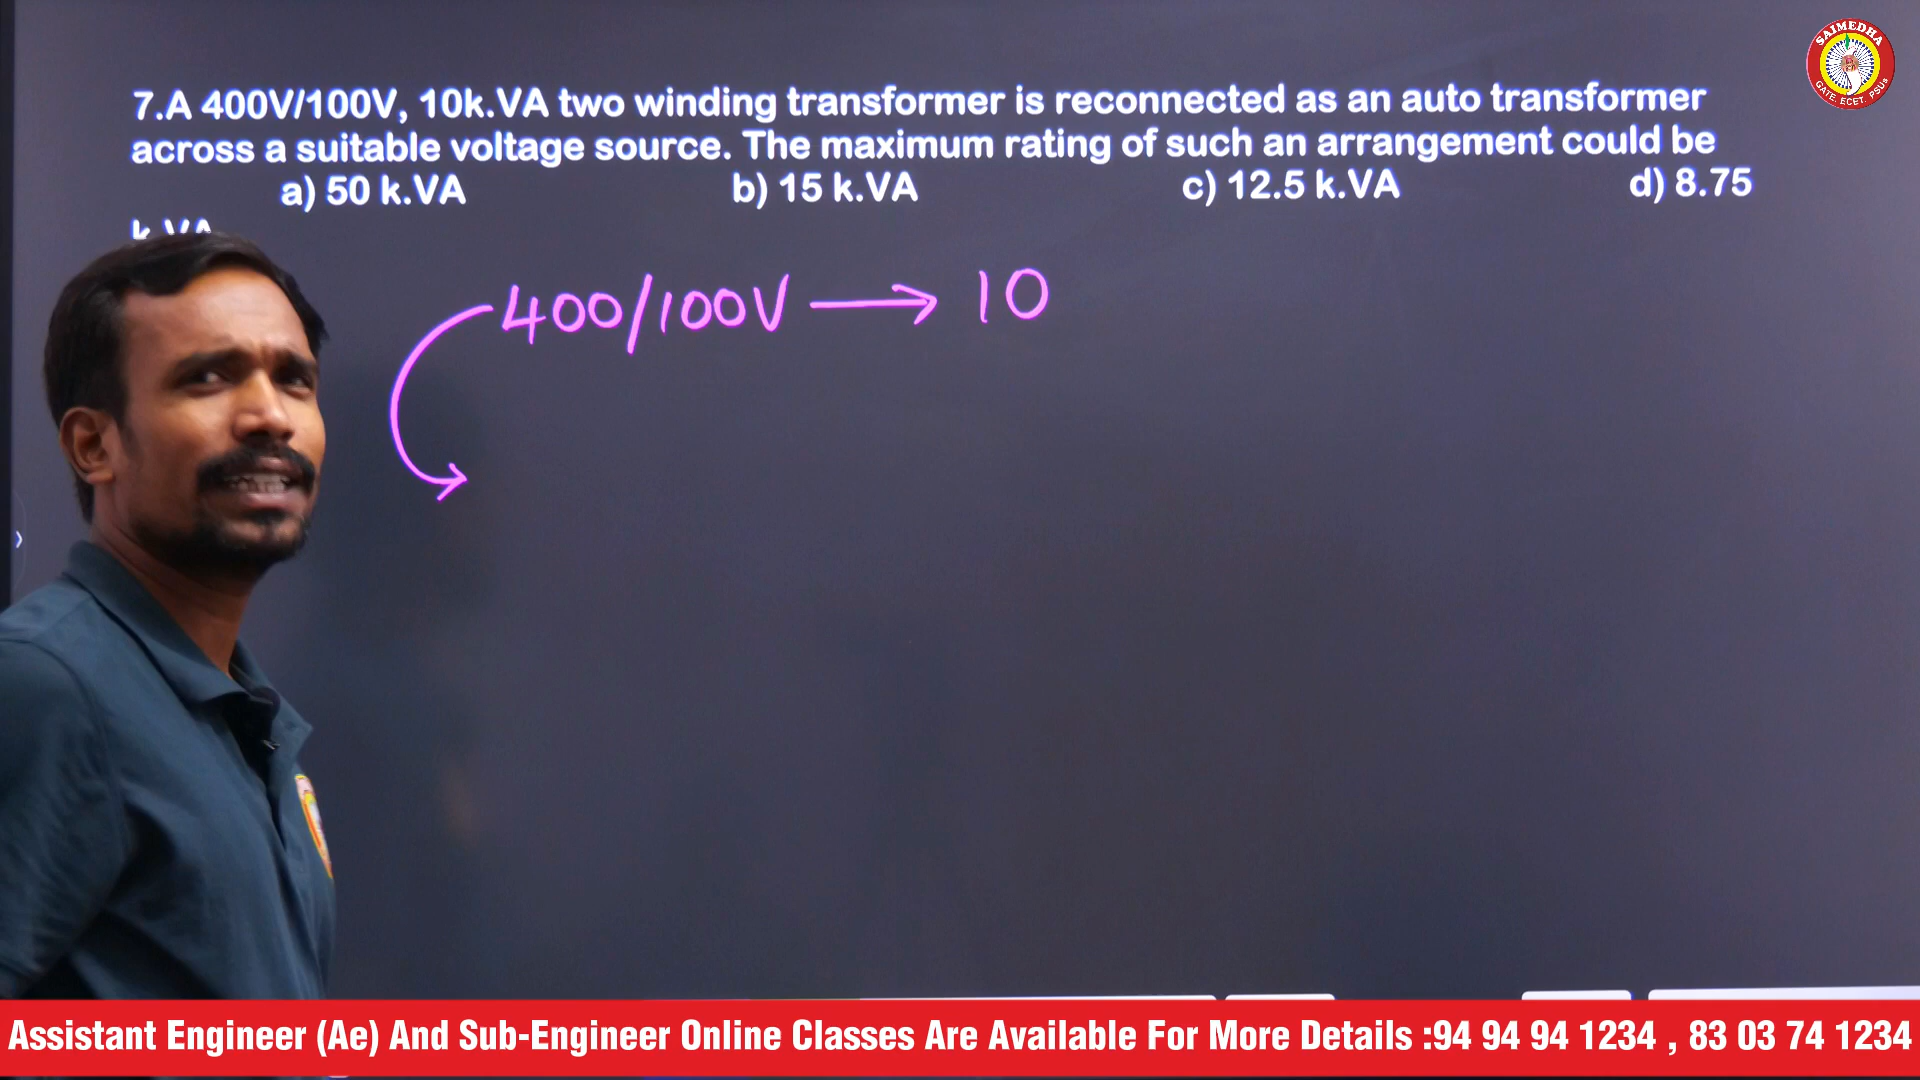 7.A 400V/100V, 10k.VA two winding transformer is reconnected as an auto transformer
across a suitable voltage source. The maximum rating of such an arrangement could be
a) 50 k.VA b) 15 k.VA c) 12.5 k.VA d) 8.75
k.VA
400/100V → 10
SAIMEDHA
GATE. ECET. PSUs
Assistant Engineer (Ae) And Sub-Engineer Online Classes Are Available For More Details :94 94 94 1234 , 83 03 74 1234